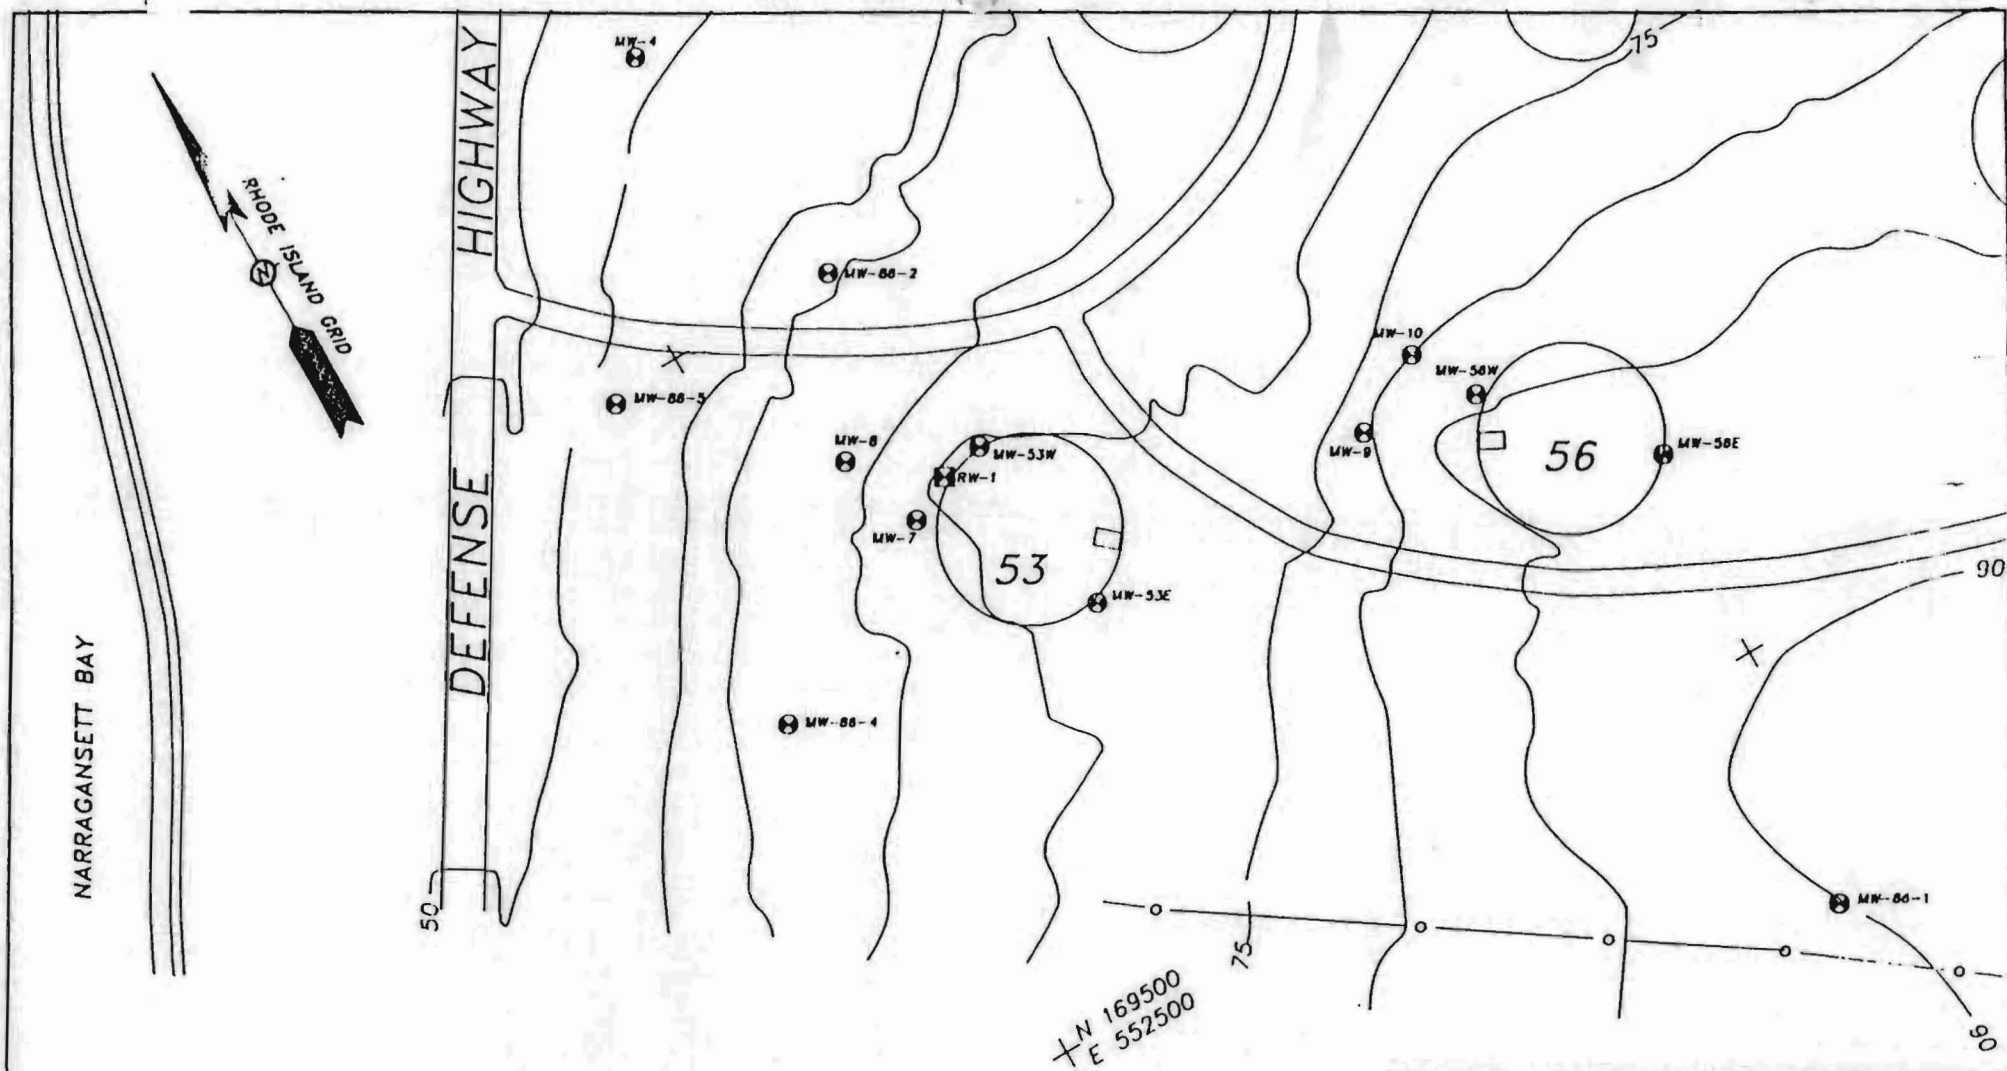 MW-4
75
HIGHWAY
RHODE ISLAND GRID
N
MW-88-2
MW-10
MW-88-5
MW-56W
MW-8
MW-53W
MW-9
MW-56E
RW-1
56
MW-7
DEFENSE
53
MW-53E
90
NARRAGANSETT BAY
MW-88-4
MW-88-1
50
75
N 169500
E 552500
90